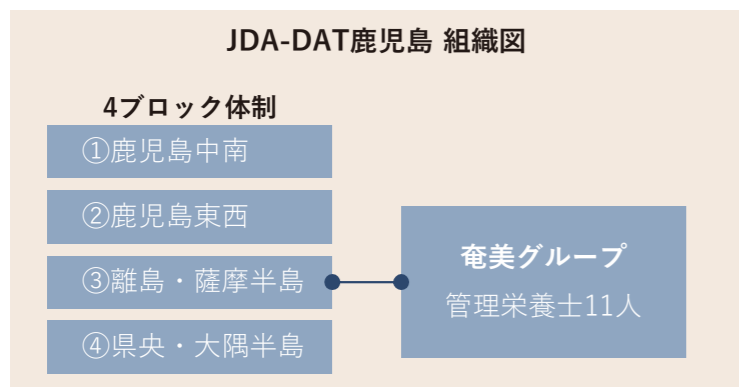 JDA-DAT鹿児島 組織図
4ブロック体制
①鹿児島中南
②鹿児島東西
③離島・薩摩半島
④県央・大隅半島
奄美グループ
管理栄養士11人